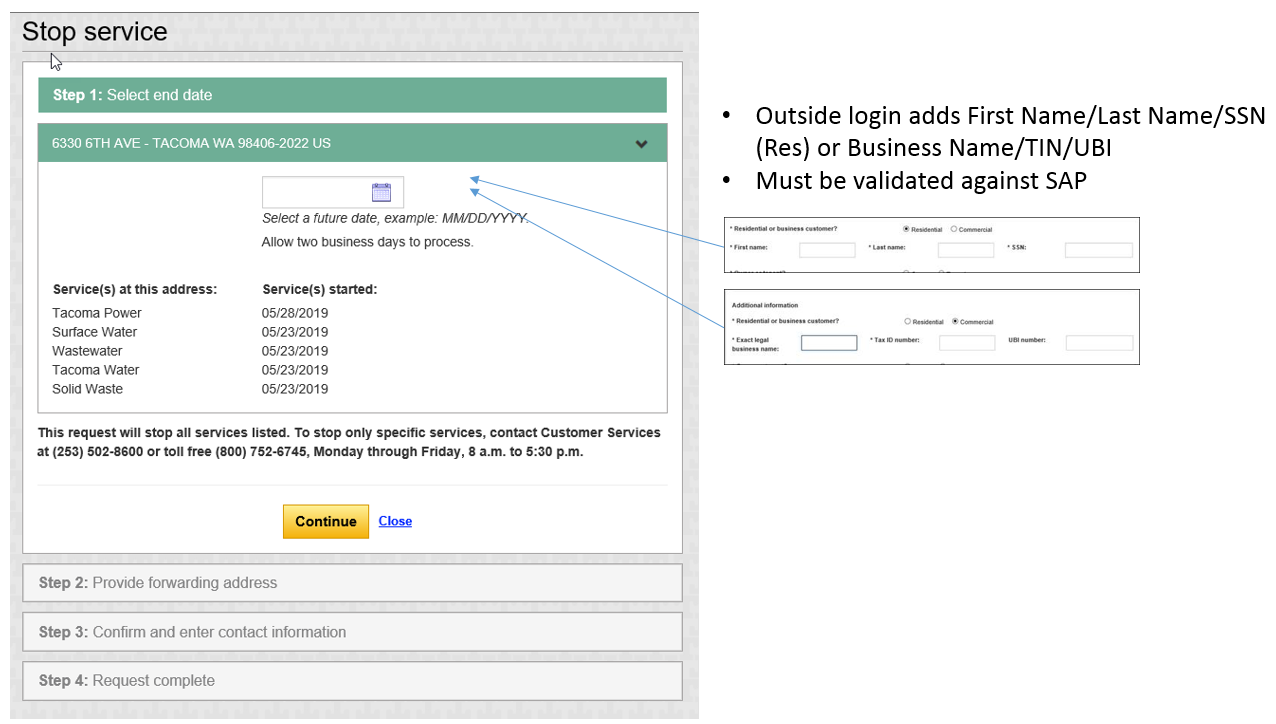 Stop service
Step 1: Select end date
6330 6TH AVE - TACOMA WA 98406-2022 US
Select a future date, example: MM/DD/YYYY.
Allow two business days to process.
Service(s) at this address: Service(s) started:
Tacoma Power 05/28/2019
Surface Water 05/23/2019
Wastewater 05/23/2019
Tacoma Water 05/23/2019
Solid Waste 05/23/2019
This request will stop all services listed. To stop only specific services, contact Customer Services
at (253) 502-8600 or toll free (800) 752-6745, Monday through Friday, 8 a.m. to 5:30 p.m.
Continue Close
Step 2: Provide forwarding address
Step 3: Confirm and enter contact information
Step 4: Request complete
• Outside login adds First Name/Last Name/SSN
(Res) or Business Name/TIN/UBI
• Must be validated against SAP
* Residential or business customer? Residential Commercial
* First name: * Last name: * SSN:
Additional information
* Residential or business customer? Residential Commercial
* Exact legal * Tax ID number: UBI number:
business name: